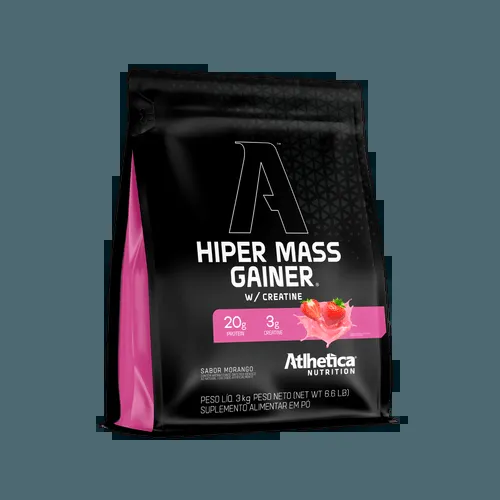 A™
HIPER MASS
GAINER®
W/ CREATINE
20g
PROTEIN
3g
CREATINE
Atlhetica®
NUTRITION
SABOR MORANGO
PESO LÍQ. 3kg PESO NETO (NET WT 6.6 LB)
SUPLEMENTO ALIMENTAR EM PÓ